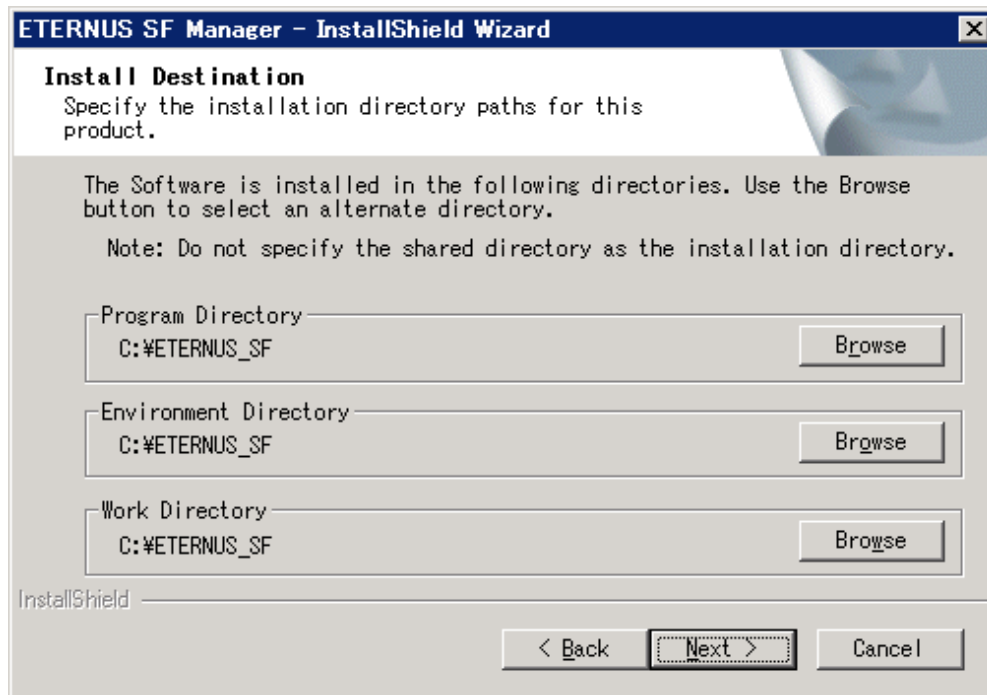 ETERNUS SF Manager - InstallShield Wizard
Install Destination
Specify the installation directory paths for this
product.
The Software is installed in the following directories. Use the Browse
button to select an alternate directory.
Note: Do not specify the shared directory as the installation directory.
Program Directory
C:¥ETERNUS_SF
Browse
Environment Directory
C:¥ETERNUS_SF
Browse
Work Directory
C:¥ETERNUS_SF
Browse
InstallShield
< Back
Next >
Cancel